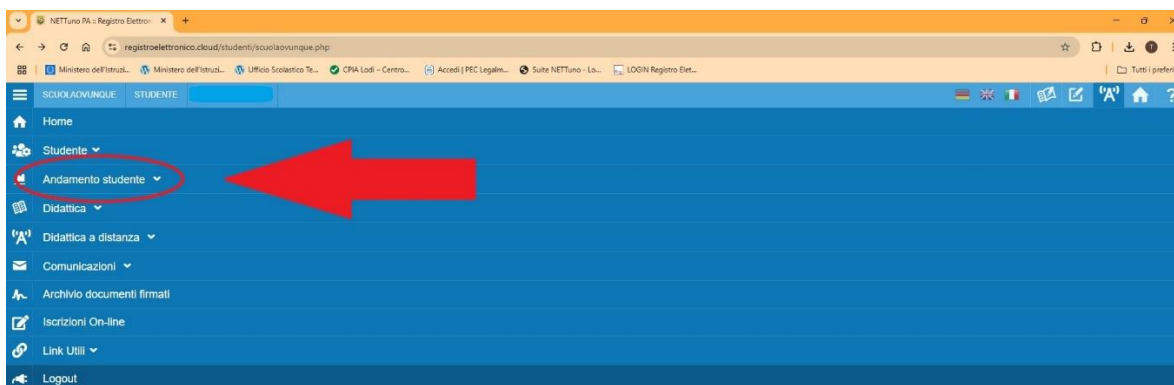 NETTuno PA :: Registro Elettron
registroelettronico.cloud/studenti/scuolaovunque.php
Ministero dell'Istruzi... Ministero dell'Istruzi... Ufficio Scolastico Te... CPIA Lodi – Centro... Accedi | PEC Legalm... Suite NETTuno - Lo... LOGIN Registro Elet... Tutti i preferi
SCUOLAOVUNQUE STUDENTE
Home
Studente
Andamento studente
Didattica
Didattica a distanza
Comunicazioni
Archivio documenti firmati
Iscrizioni On-line
Link Utili
Logout